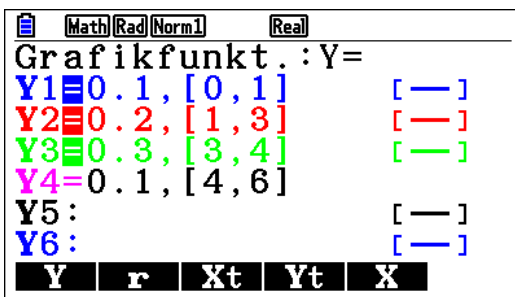 Math Rad Norm1 Real
Grafikfunkt.:Y=
Y1=0.1,[0,1] [—]
Y2=0.2,[1,3] [—]
Y3=0.3,[3,4] [—]
Y4=0.1,[4,6]
Y5: [—]
Y6: [—]
Y r Xt Yt X